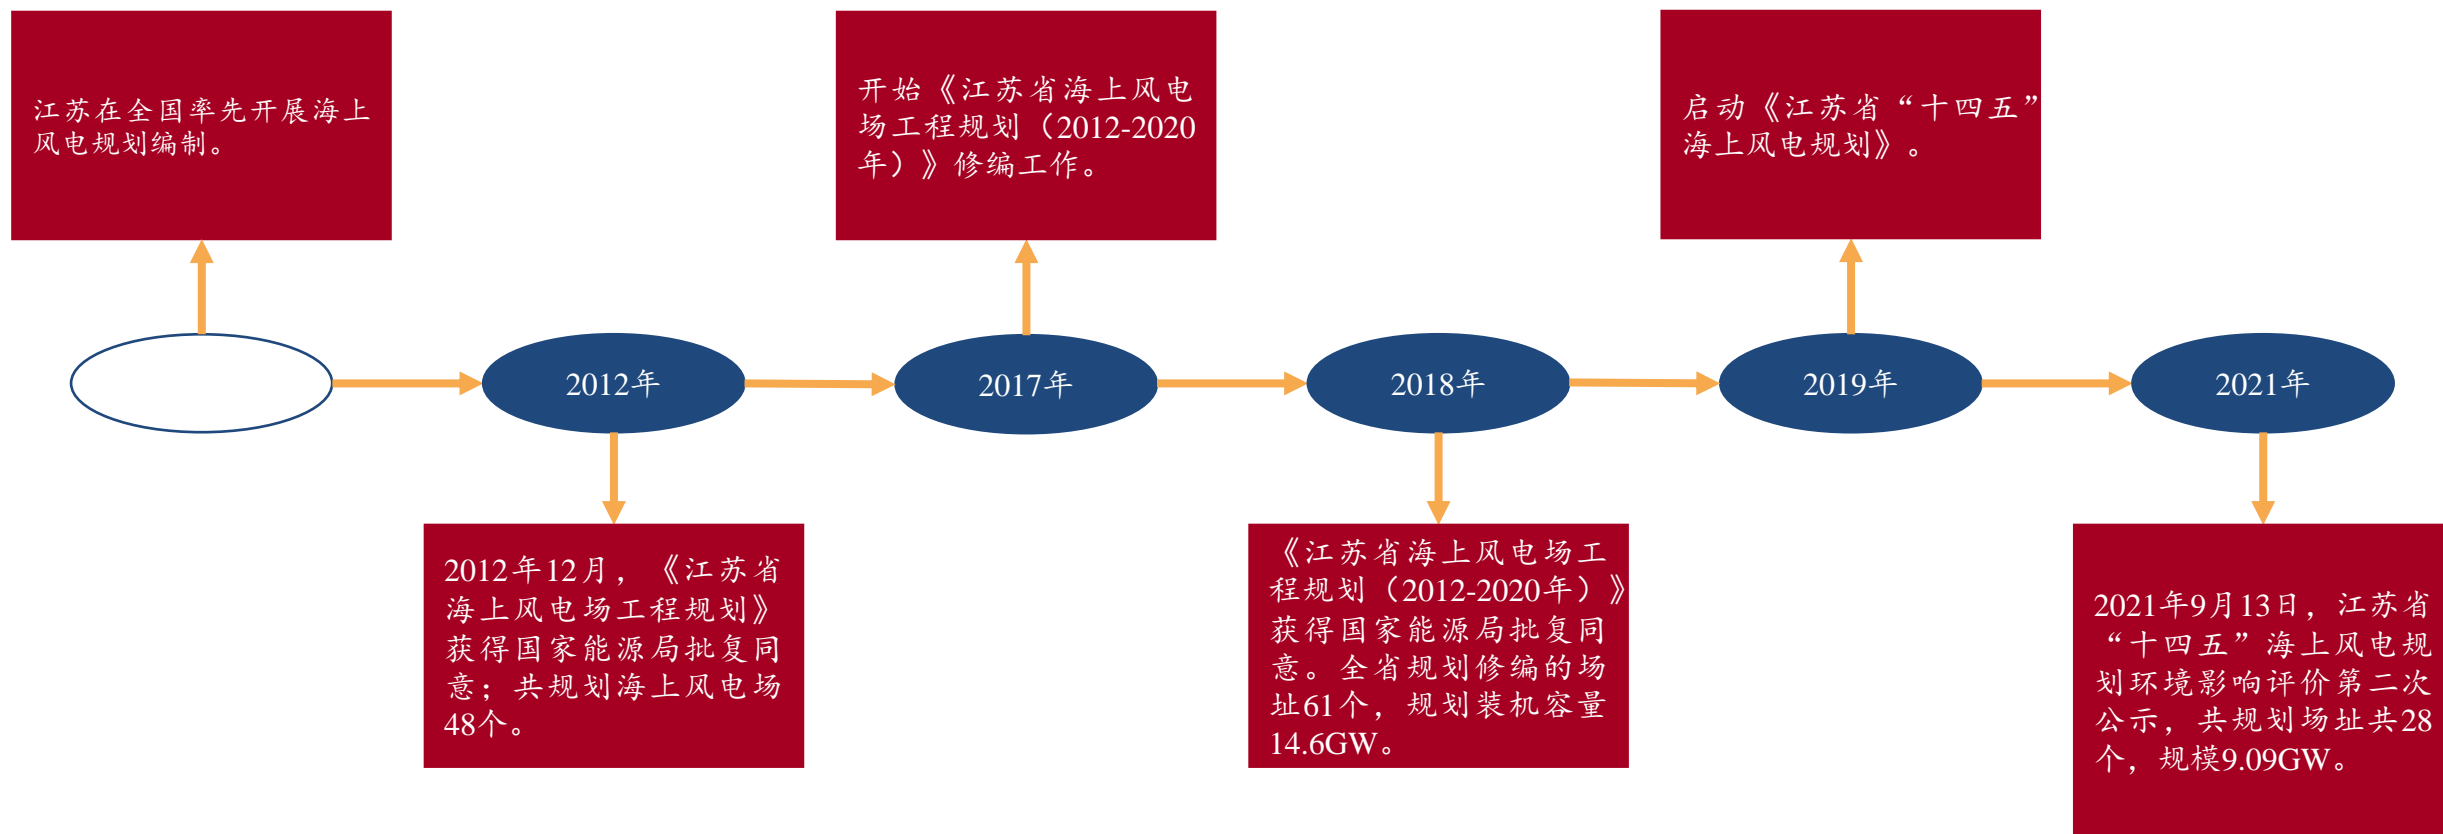 江苏在全国率先开展海上
风电规划编制。
开始《江苏省海上风电
场工程规划（2012-2020
年）》修编工作。
启动《江苏省“十四五”
海上风电规划》。
2012年
2017年
2018年
2019年
2021年
2012年12月，《江苏省
海上风电场工程规划》
获得国家能源局批复同
意；共规划海上风电场
48个。
《江苏省海上风电场工
程规划（2012-2020年）》
获得国家能源局批复同
意。全省规划修编的场
址61个，规划装机容量
14.6GW。
2021年9月13日，江苏省
“十四五”海上风电规
划环境影响评价第二次
公示，共规划场址共28
个，规模9.09GW。